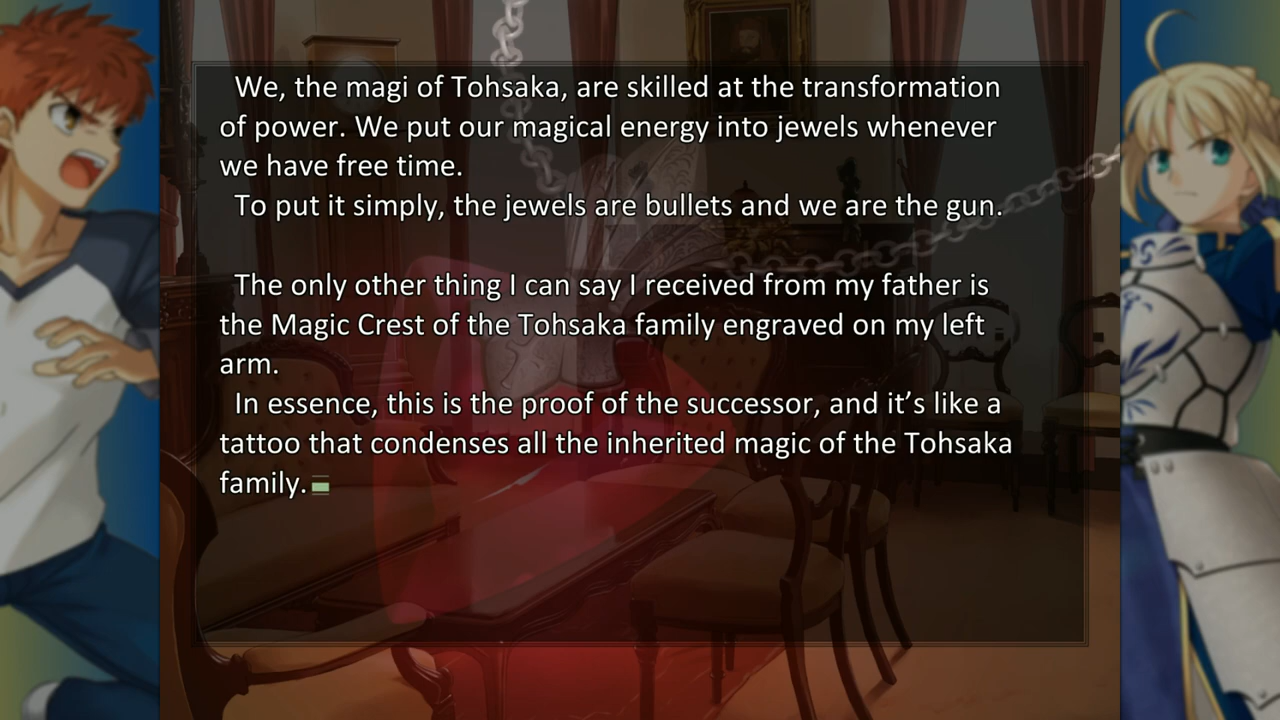 We, the magi of Tohsaka, are skilled at the transformation
of power. We put our magical energy into jewels whenever
we have free time.
To put it simply, the jewels are bullets and we are the gun.
The only other thing I can say I received from my father is
the Magic Crest of the Tohsaka family engraved on my left
arm.
In essence, this is the proof of the successor, and it’s like a
tattoo that condenses all the inherited magic of the Tohsaka
family.